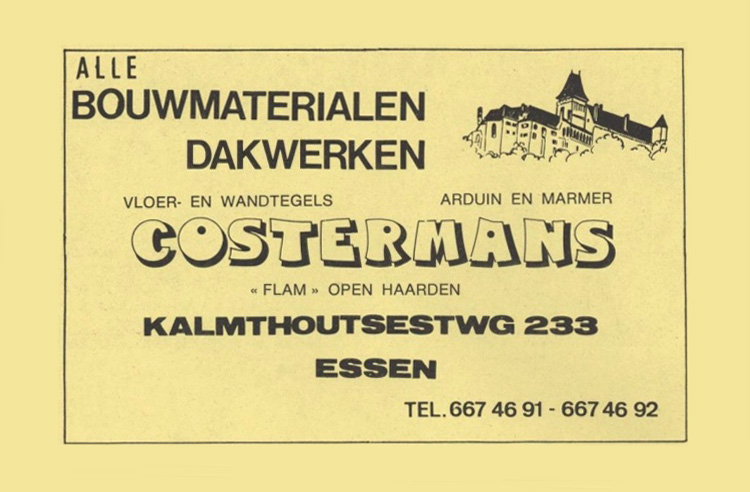 ALLE
BOUWMATERIALEN
DAKWERKEN
VLOER- EN WANDTEGELS ARDUIN EN MARMER
COSTERMANS
« FLAM » OPEN HAARDEN
KALMTHOUTSESTWG 233
ESSEN
TEL. 667 46 91 - 667 46 92